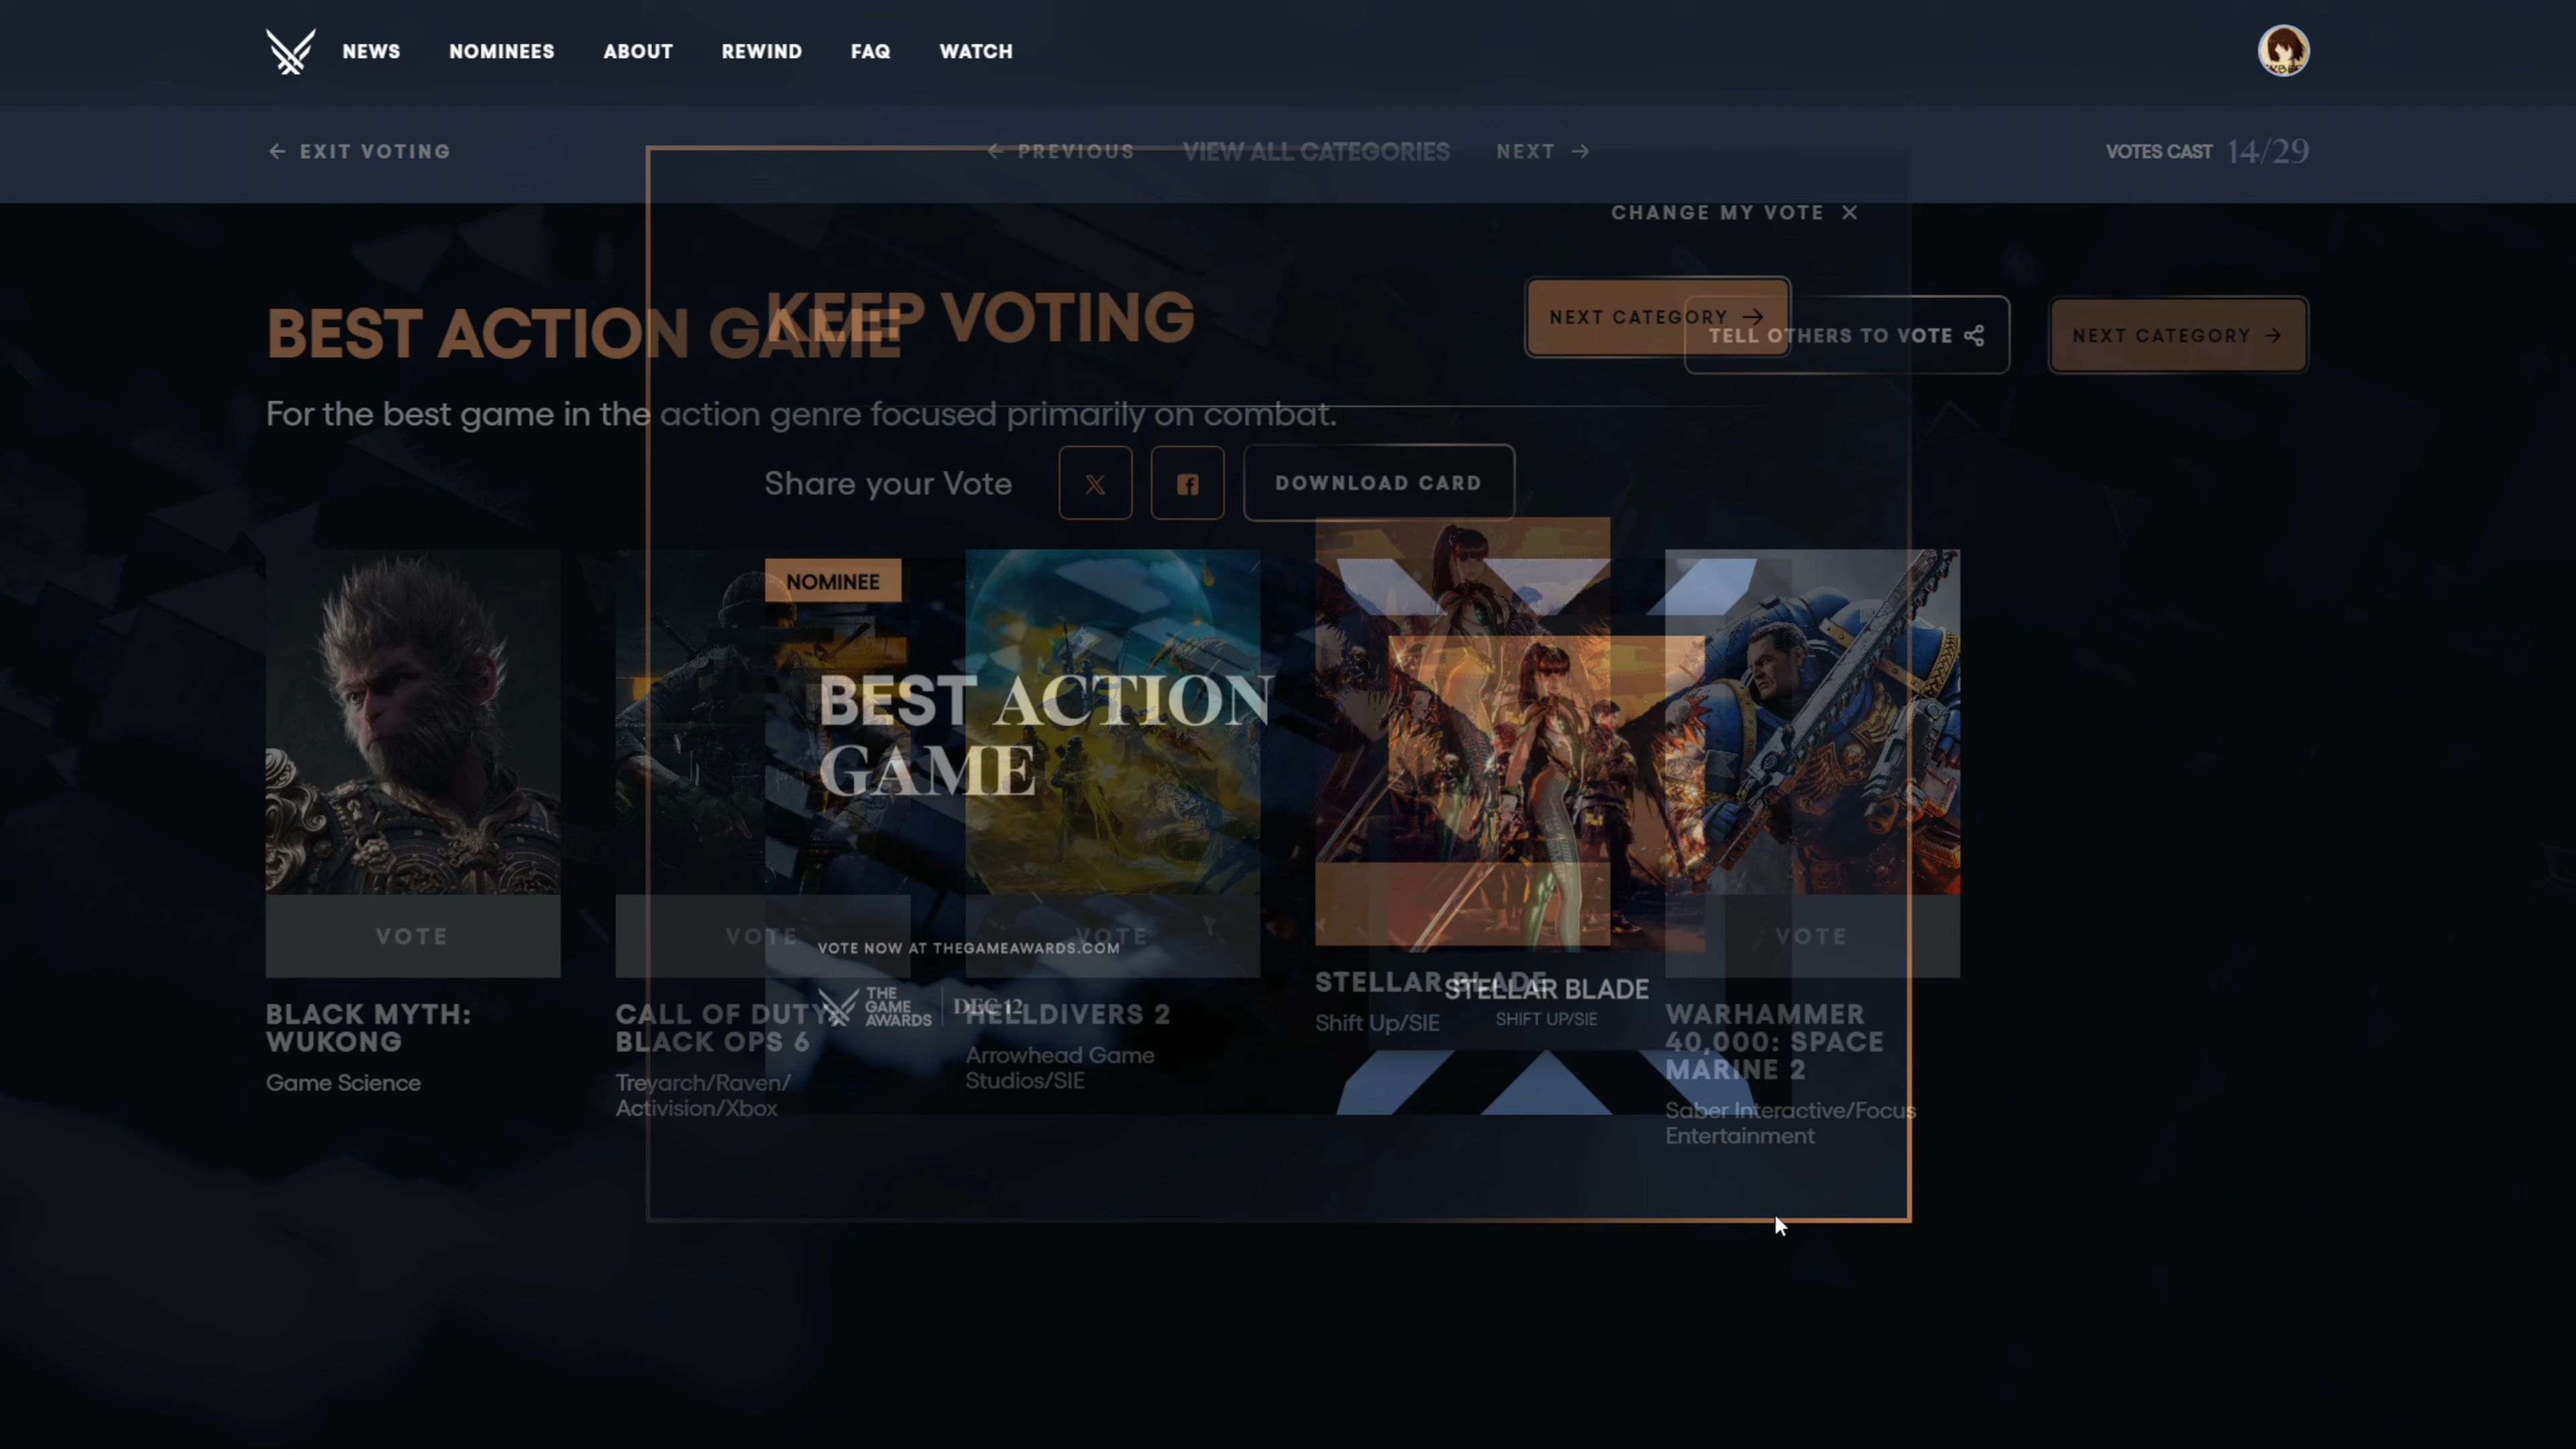 NEWS NOMINEES ABOUT REWIND FAQ WATCH
EXIT VOTING
PREVIOUS VIEW ALL CATEGORIES NEXT
VOTES CAST 14/29
CHANGE MY VOTE
BEST ACTION GAME
KEEP VOTING
NEXT CATEGORY
TELL OTHERS TO VOTE
NEXT CATEGORY
For the best game in the action genre focused primarily on combat.
Share your Vote
DOWNLOAD CARD
NOMINEE
BEST ACTION
GAME
VOTE NOW AT THEGAMEAWARDS.COM
THE
GAME
AWARDS
DEC 12
STELLAR BLADE
SHIFT UP/SIE
VOTE
BLACK MYTH:
WUKONG
Game Science
VOTE
CALL OF DUTY:
BLACK OPS 6
Treyarch/Raven/
Activision/Xbox
VOTE
HELLDIVERS 2
Arrowhead Game
Studios/SIE
STELLAR BLADE
Shift Up/SIE
VOTE
WARHAMMER
40,000: SPACE
MARINE 2
Saber Interactive/Focus
Entertainment